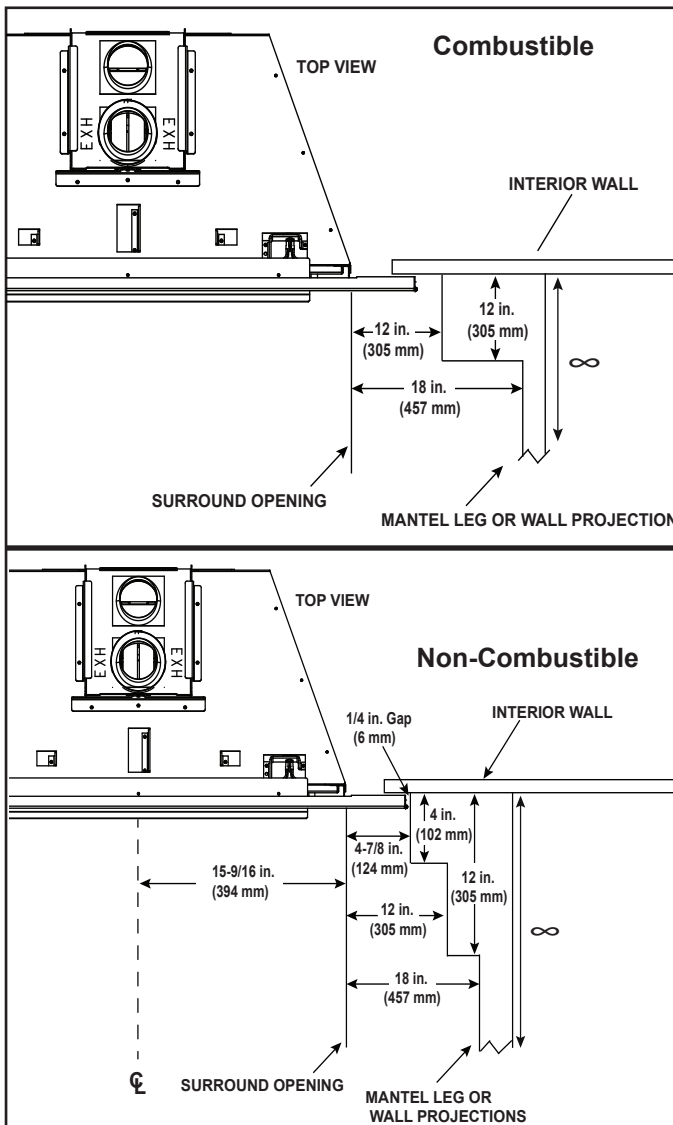 Combustible
TOP VIEW
EXH
EXH
INTERIOR WALL
12 in.
(305 mm)
12 in.
(305 mm)
∞
18 in.
(457 mm)
SURROUND OPENING
MANTEL LEG OR WALL PROJECTION
TOP VIEW
EXH
EXH
Non-Combustible
1/4 in. Gap
(6 mm)
INTERIOR WALL
4 in.
(102 mm)
4-7/8 in.
(124 mm)
15-9/16 in.
(394 mm)
12 in.
(305 mm)
12 in.
(305 mm)
∞
18 in.
(457 mm)
℄
SURROUND OPENING
MANTEL LEG OR
WALL PROJECTIONS